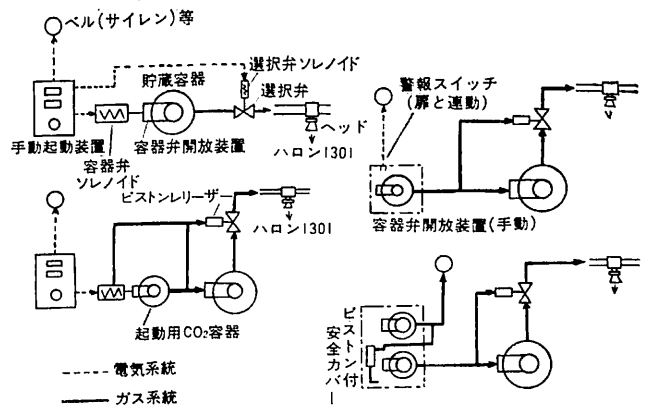 ベル(サイレン)等
選択弁ソレノイド
貯蔵容器
選択弁
ヘッド
手動起動装置
容器弁開放装置
ハロン1301
容器弁
ソレノイド
警報スイッチ
(扉と連動)
容器弁開放装置(手動)
ピストンレリーザ
ハロン1301
起動用CO₂容器
ピストン付
安全カバ
電気系統
ガス系統